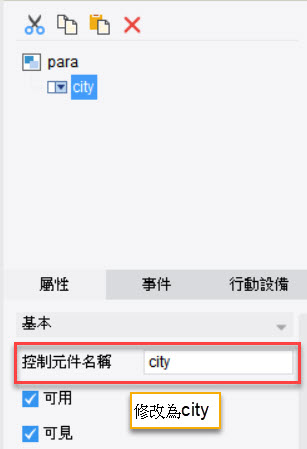 para
city
屬性 事件 行動設備
基本
控制元件名稱 city
可用
修改為city
可見